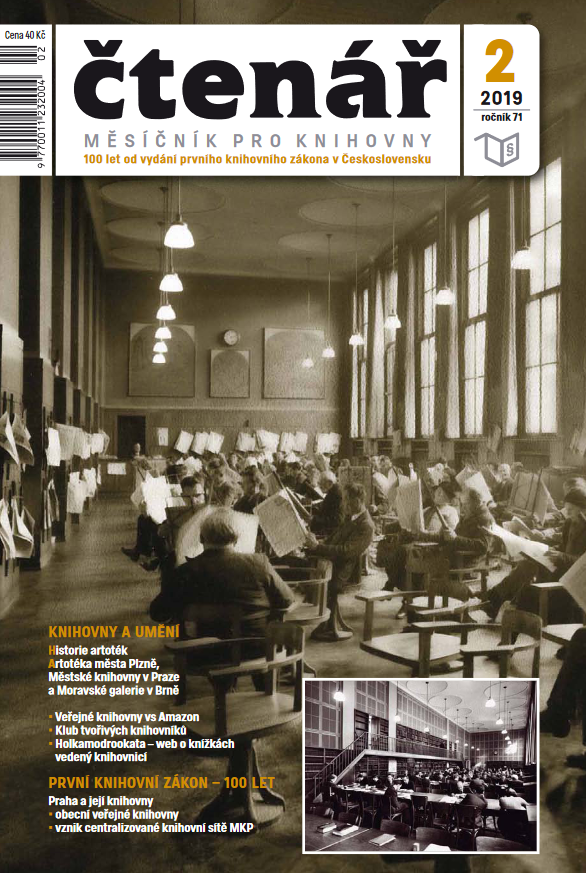 Cena 40 Kč
9 770011 232004
02
čtenář
MĚSÍČNÍK PRO KNIHOVNY
100 let od vydání prvního knihovního zákona v Československu
2
2019
ročník 71
§
KNIHOVNY A UMĚNÍ
Historie artoték
Artotéka města Plzně,
Městské knihovny v Praze
a Moravské galerie v Brně
• Veřejné knihovny vs Amazon
• Klub tvořivých knihovníků
• Holkamodrookata – web o knížkách
vedený knihovnicí
PRVNÍ KNIHOVNÍ ZÁKON – 100 LET
Praha a její knihovny
• obecní veřejné knihovny
• vznik centralizované knihovní sítě MKP